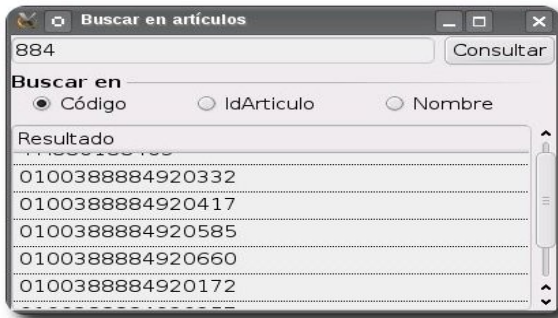 Buscar en artículos
884 Consultar
Buscar en
Código IdArticulo Nombre
Resultado
0100388884920332
0100388884920417
0100388884920585
0100388884920660
0100388884920172